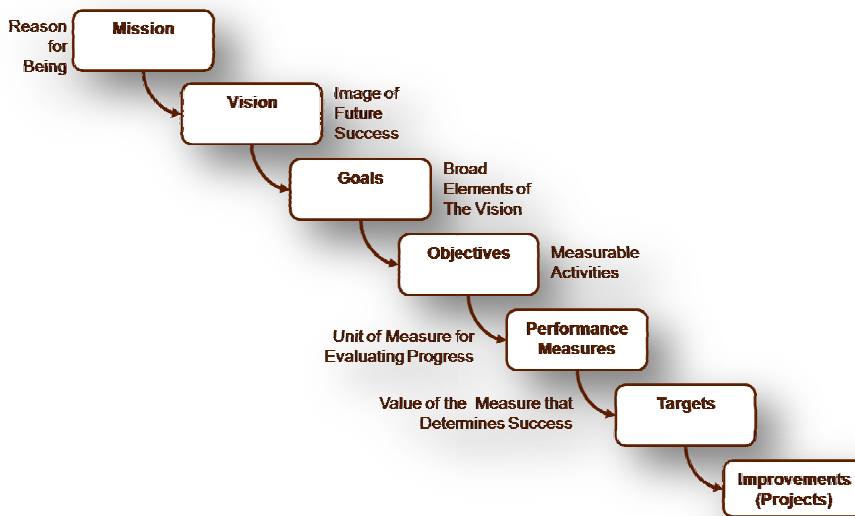 Reason
for
Being
Mission
Vision
Image of
Future
Success
Goals
Broad
Elements of
The Vision
Objectives
Measurable
Activities
Unit of Measure for
Evaluating Progress
Performance
Measures
Value of the Measure that
Determines Success
Targets
Improvements
(Projects)